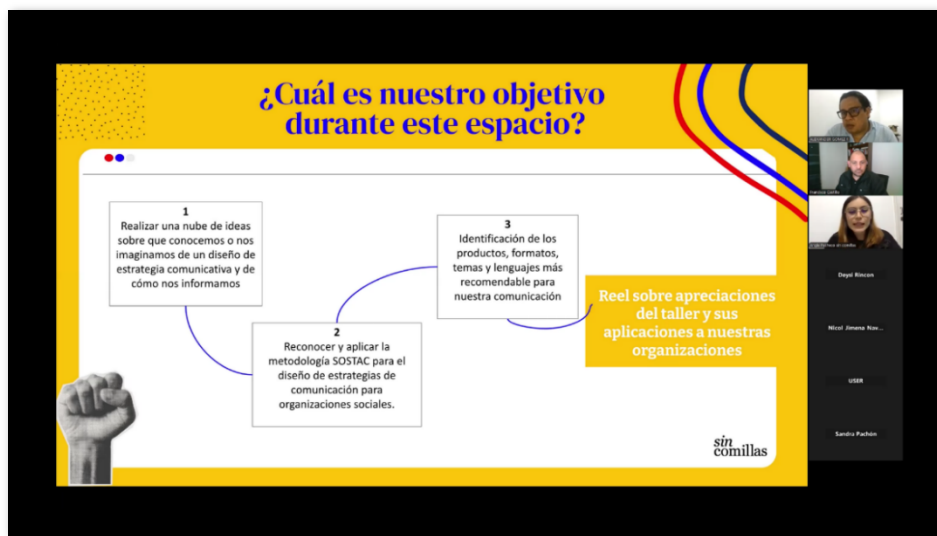 ¿Cuál es nuestro objetivo
durante este espacio?
1
Realizar una nube de ideas
sobre que conocemos o nos
imaginamos de un diseño de
estrategia comunicativa y de
cómo nos informamos
2
Reconocer y aplicar la
metodología SOSTAC para el
diseño de estrategias de
comunicación para
organizaciones sociales.
3
Identificación de los
productos, formatos,
temas y lenguajes más
recomendable para
nuestra comunicación
Reel sobre apreciaciones
del taller y sus
aplicaciones a nuestras
organizaciones
sin
comillas
Deysi Rincon
Nicol Jimena Nav...
USER
Sandra Pachón